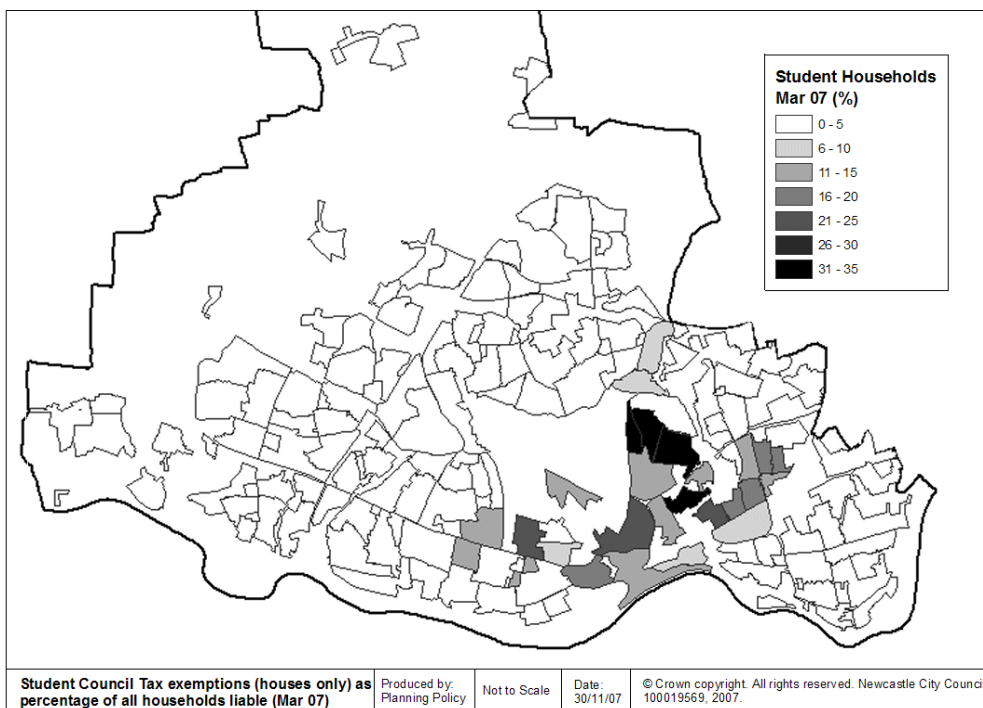 Student Households
Mar 07 (%)
0 - 5
6 - 10
11 - 15
16 - 20
21 - 25
26 - 30
31 - 35
Student Council Tax exemptions (houses only) as
percentage of all households liable (Mar 07)
Produced by:
Planning Policy
Not to Scale
Date:
30/11/07
© Crown copyright. All rights reserved. Newcastle City Council
100019569, 2007.